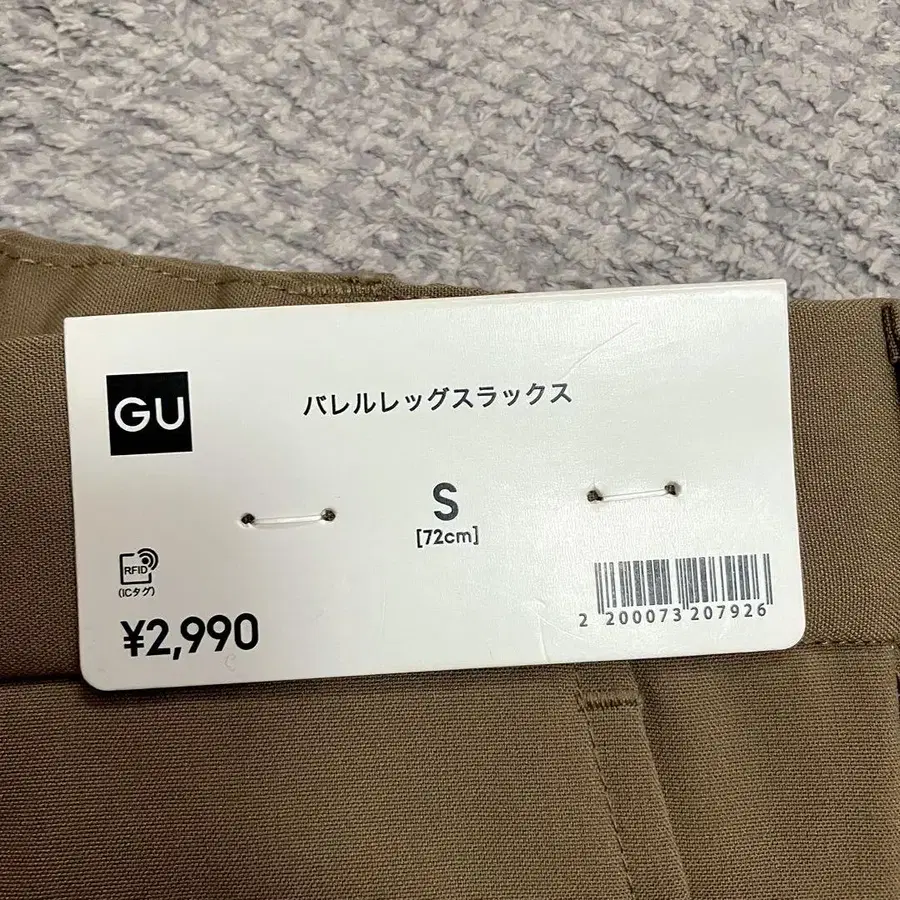 GU
バレルレッグスラックス
S
[72cm]
RFID
(ICタグ)
¥2,990
2 200073 207926